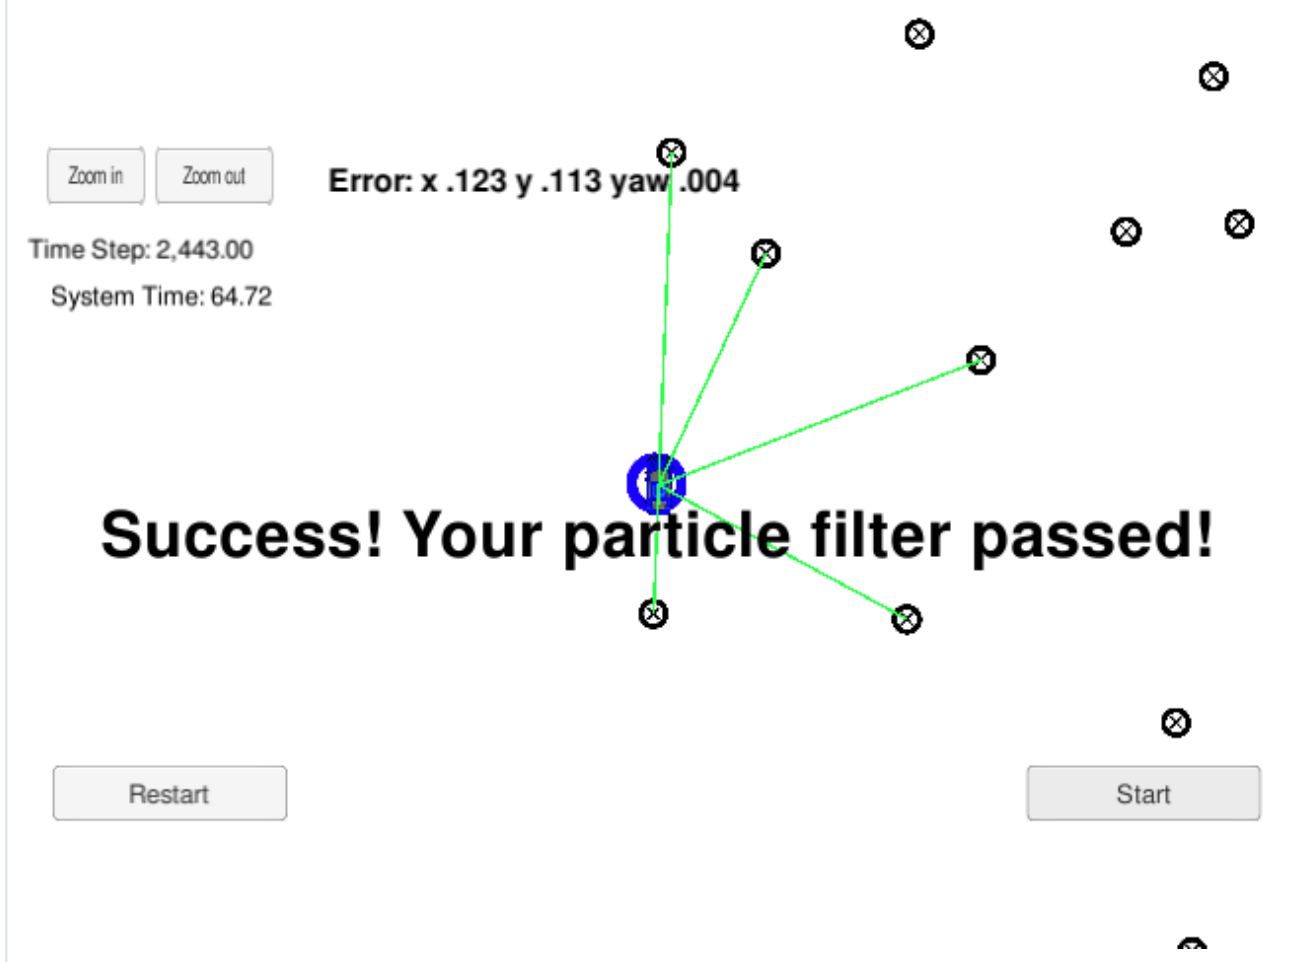 Zoom in
Zoom out
Error: x .123 y .113 yaw .004
Time Step: 2,443.00
System Time: 64.72
Success! Your particle filter passed!
Restart
Start